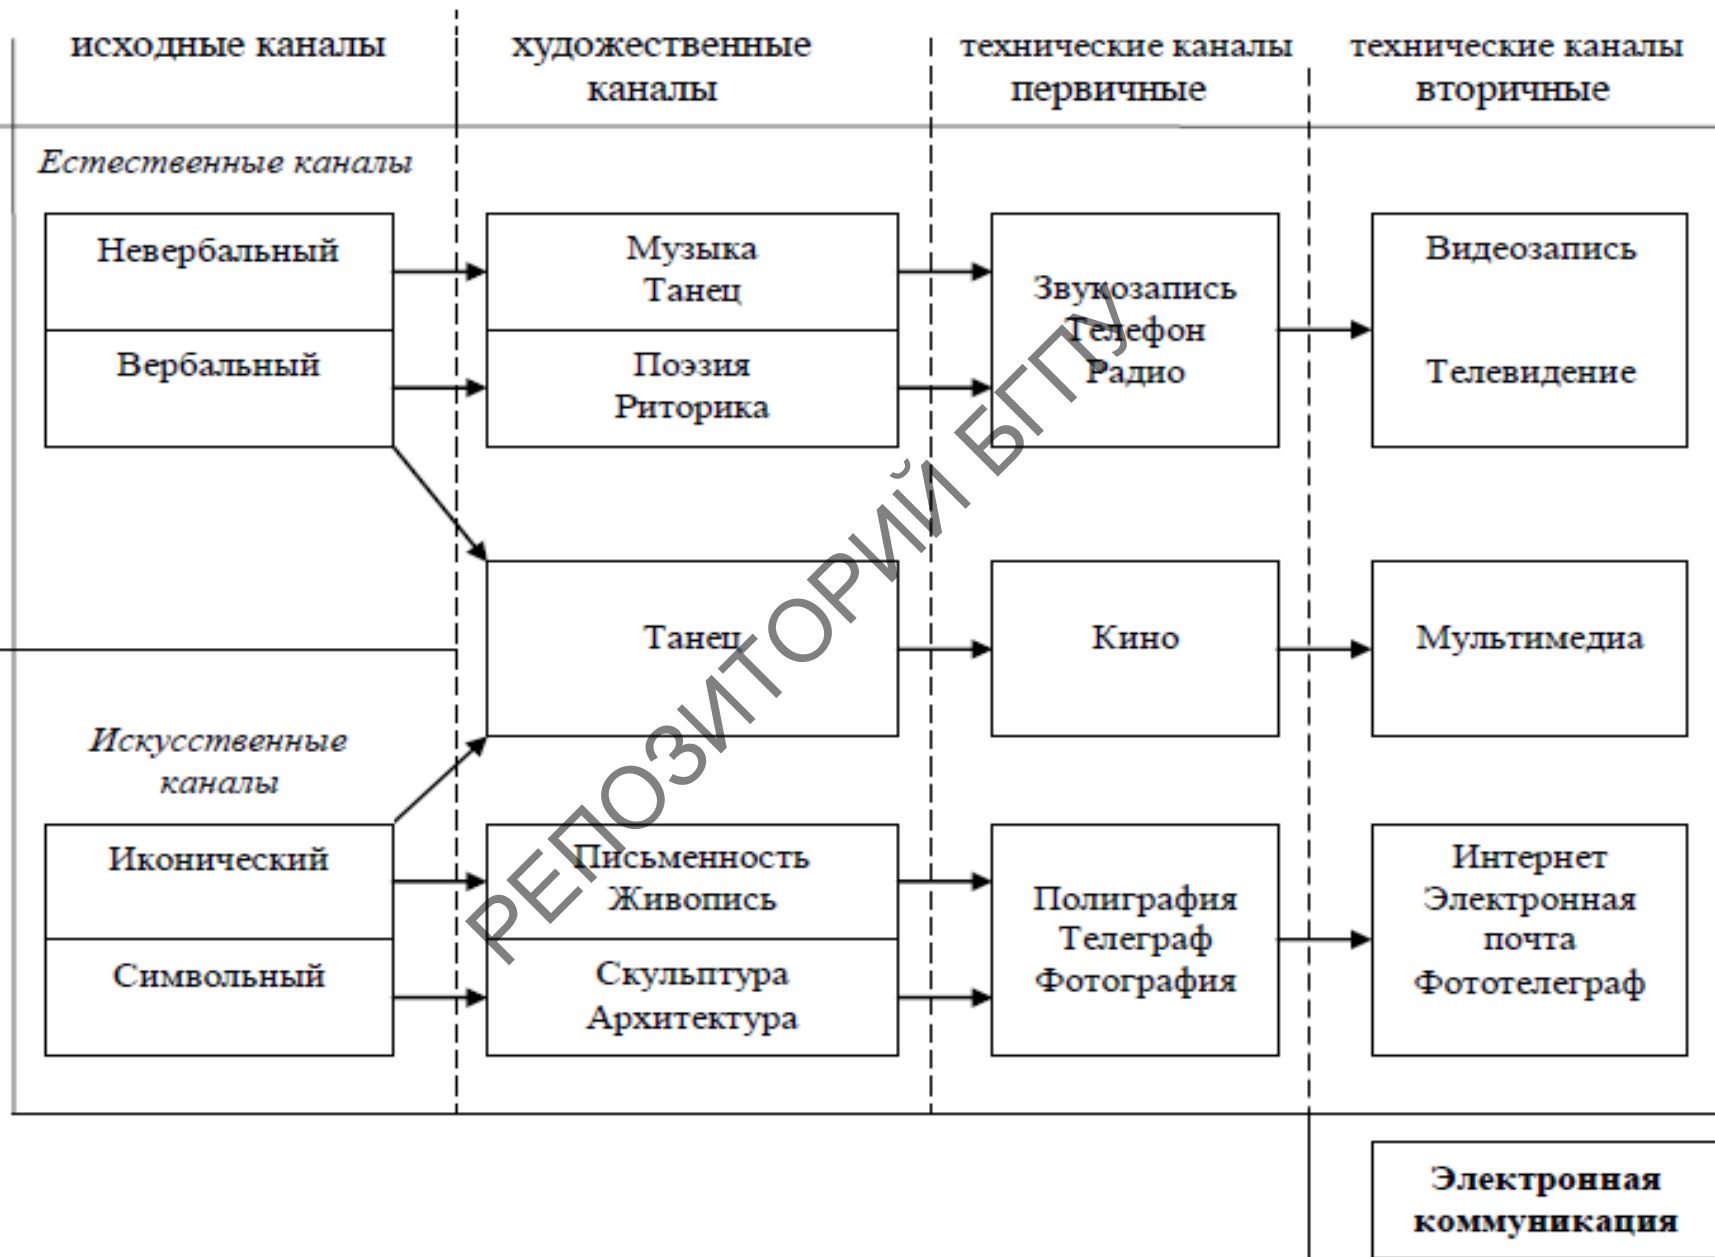 исходные каналы
художественные
каналы
технические каналы
первичные
технические каналы
вторичные
Естественные каналы
Невербальный
Вербальный
Музыка
Танец
Поэзия
Риторика
Звукозапись
Телефон
Радио
Видеозапись
Телевидение
Танец
Кино
Мультимедиа
Искусственные
каналы
Иконический
Символьный
Письменность
Живопись
Скульптура
Архитектура
Полиграфия
Телеграф
Фотография
Интернет
Электронная
почта
Фототелеграф
Электронная
коммуникация
РЕПОЗИТОРИЙ БГПУ